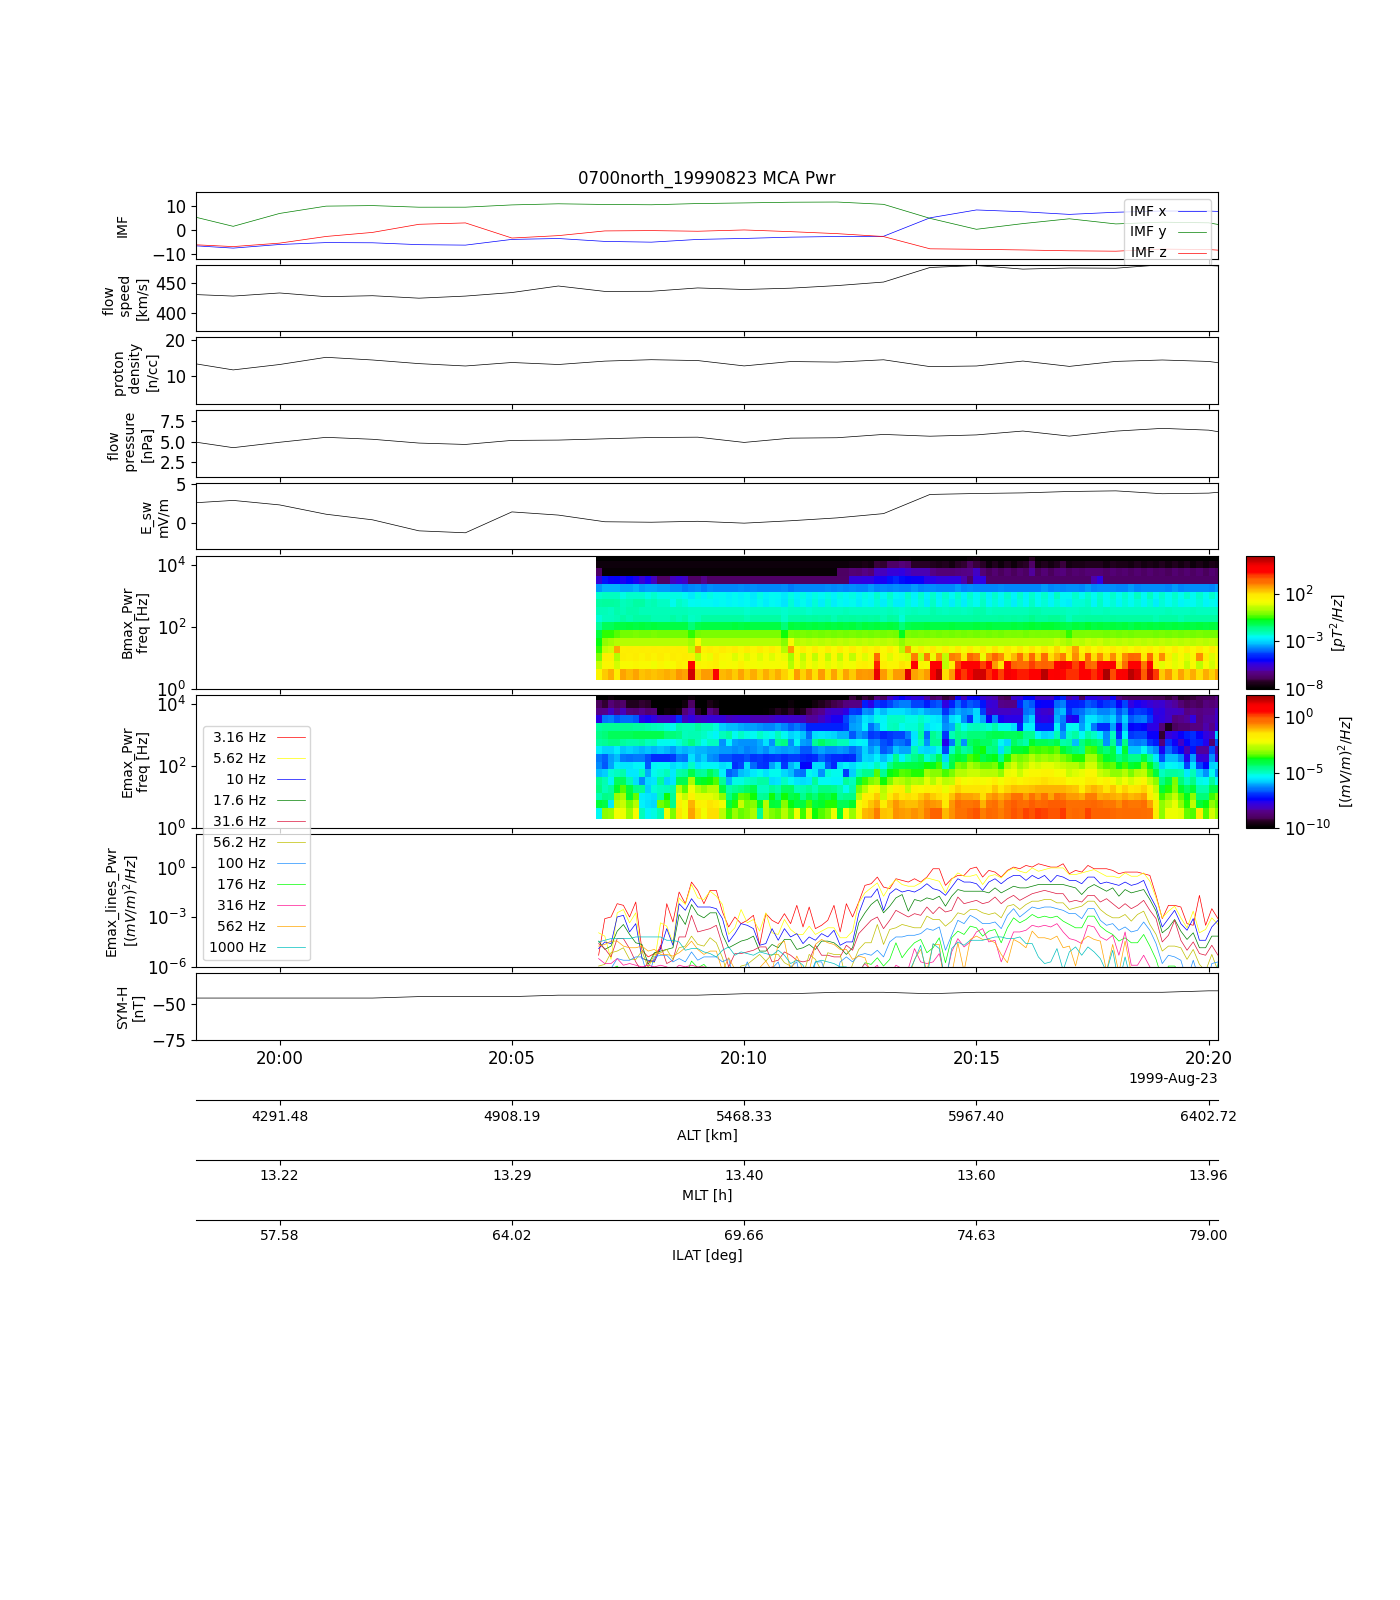 0700north_19990823 MCA Pwr
10
0
−10
IMF
IMF x
IMF y
IMF z
450
400
flow
speed
[km/s]
20
10
proton
density
[n/cc]
7.5
5.0
2.5
flow
pressure
[nPa]
5
0
E_sw
mV/m
10^4
10^2
10^0
Bmax_Pwr
freq [Hz]
10^2
10^−3
10^−8
[pT^2/Hz]
10^4
10^2
10^0
Emax_Pwr
freq [Hz]
10^0
10^−5
10^−10
[(mV/m)^2/Hz]
3.16 Hz
5.62 Hz
10 Hz
17.6 Hz
31.6 Hz
56.2 Hz
100 Hz
176 Hz
316 Hz
562 Hz
1000 Hz
10^0
10^−3
10^−6
Emax_lines_Pwr
[(mV/m)^2/Hz]
−50
−75
SYM-H
[nT]
20:00 20:05 20:10 20:15 20:20
1999-Aug-23
4291.48 4908.19 5468.33 5967.40 6402.72
ALT [km]
13.22 13.29 13.40 13.60 13.96
MLT [h]
57.58 64.02 69.66 74.63 79.00
ILAT [deg]